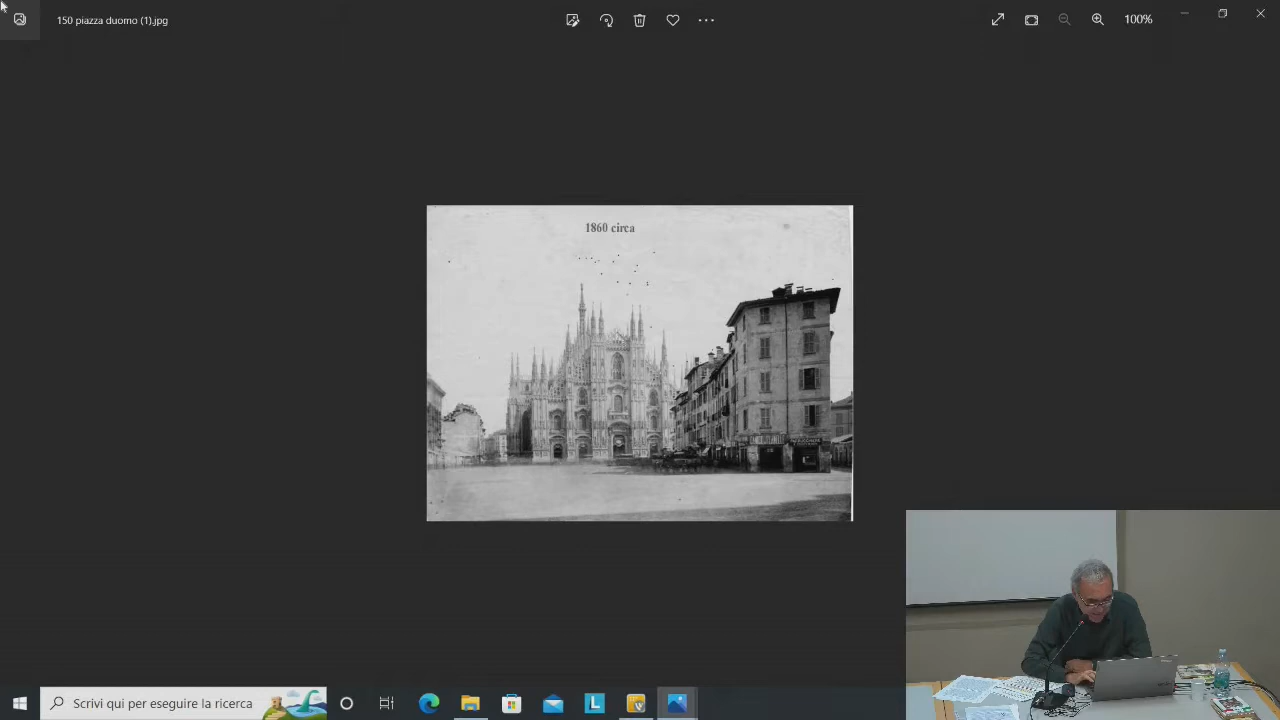 150 piazza duomo (1).jpg
100%
1860 circa
Scrivi qui per eseguire la ricerca
L